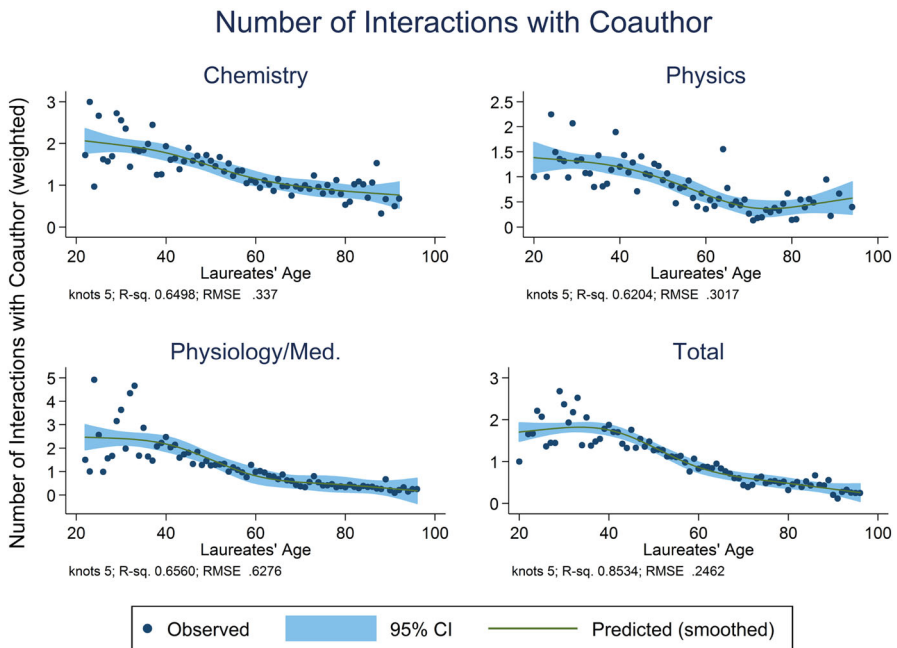 Number of Interactions with Coauthor
Number of Interactions with Coauthor (weighted)
Chemistry
3
2
1
0
20 40 60 80 100
Laureates' Age
knots 5; R-sq. 0.6498; RMSE .337
Physics
2.5
2
1.5
1
.5
0
20 40 60 80 100
Laureates' Age
knots 5; R-sq. 0.6204; RMSE .3017
Physiology/Med.
5
4
3
2
1
0
20 40 60 80 100
Laureates' Age
knots 5; R-sq. 0.6560; RMSE .6276
Total
3
2
1
0
20 40 60 80 100
Laureates' Age
knots 5; R-sq. 0.8534; RMSE .2462
Observed 95% CI Predicted (smoothed)